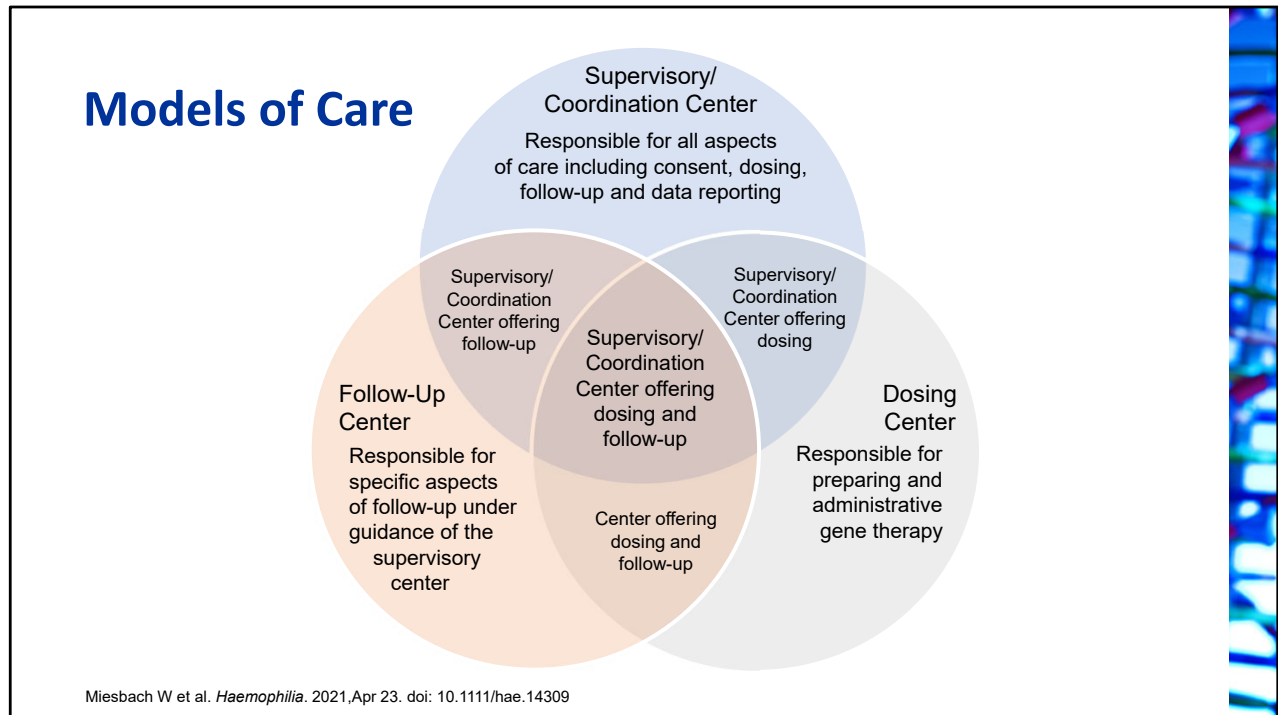 Models of Care
Supervisory/
Coordination Center
Responsible for all aspects
of care including consent, dosing,
follow-up and data reporting
Supervisory/
Coordination
Center offering
follow-up
Supervisory/
Coordination
Center offering
dosing
Supervisory/
Coordination
Center offering
dosing and
follow-up
Follow-Up
Center
Responsible for
specific aspects
of follow-up under
guidance of the
supervisory
center
Dosing
Center
Responsible for
preparing and
administrative
gene therapy
Center offering
dosing and
follow-up
Miesbach W et al. Haemophilia. 2021,Apr 23. doi: 10.1111/hae.14309